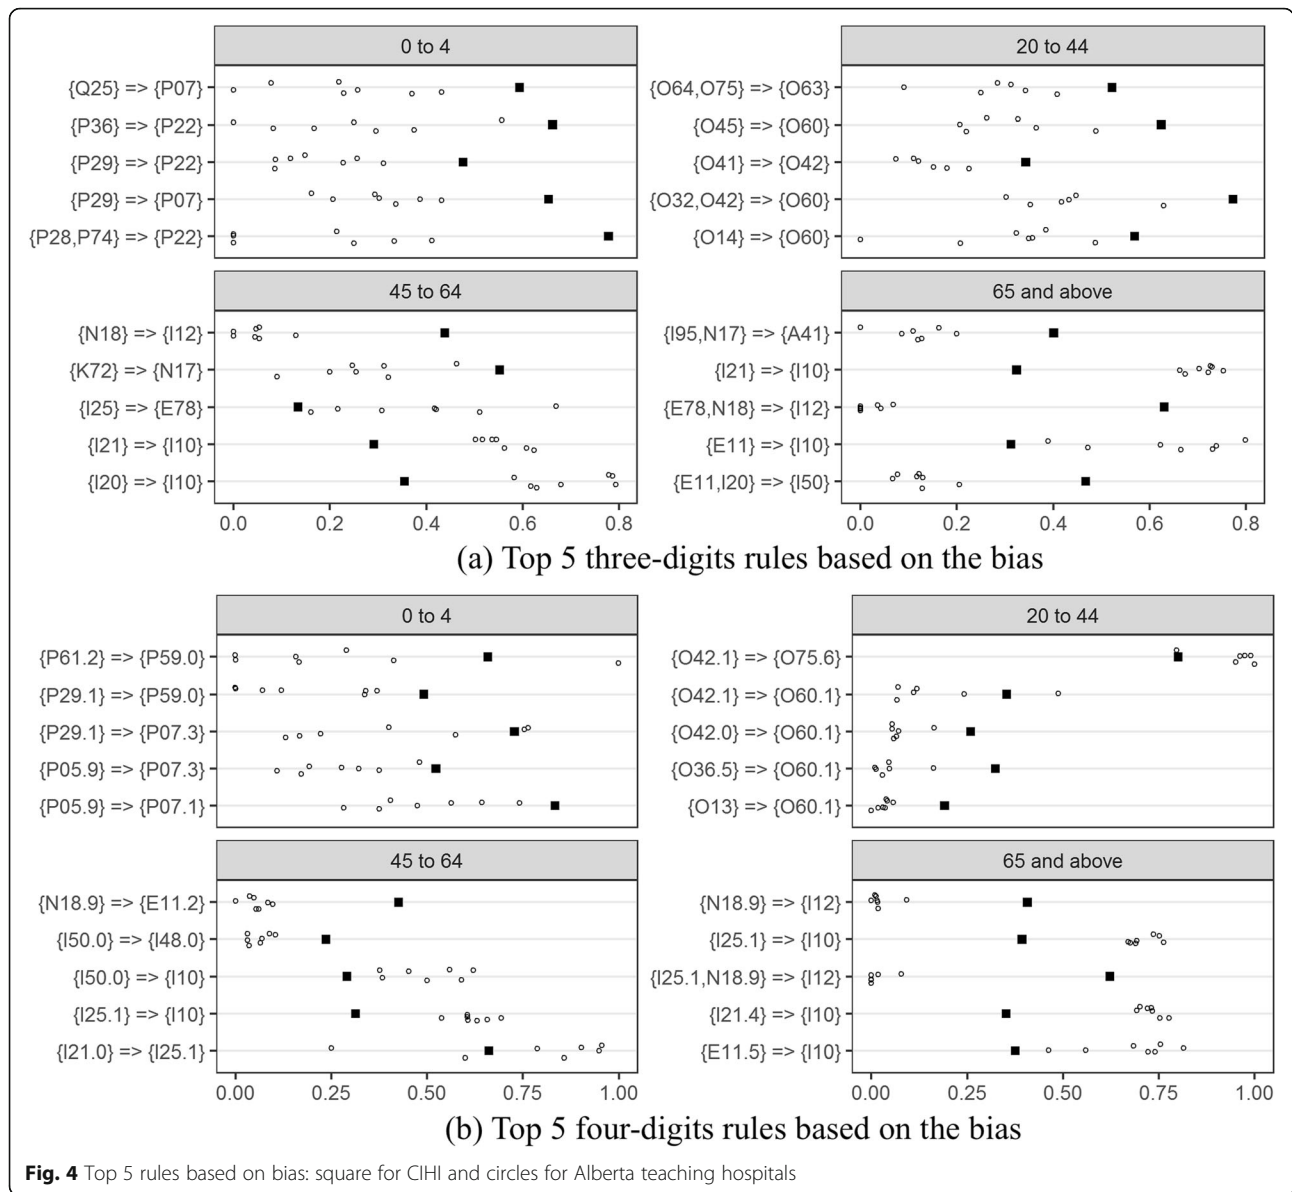 0 to 4
{Q25} => {P07}
{P36} => {P22}
{P29} => {P22}
{P29} => {P07}
{P28,P74} => {P22}
20 to 44
{O64,O75} => {O63}
{O45} => {O60}
{O41} => {O42}
{O32,O42} => {O60}
{O14} => {O60}
45 to 64
{N18} => {I12}
{K72} => {N17}
{I25} => {E78}
{I21} => {I10}
{I20} => {I10}
0.0 0.2 0.4 0.6 0.8
65 and above
{I95,N17} => {A41}
{I21} => {I10}
{E78,N18} => {I12}
{E11} => {I10}
{E11,I20} => {I50}
0.0 0.2 0.4 0.6 0.8
(a) Top 5 three-digits rules based on the bias
0 to 4
{P61.2} => {P59.0}
{P29.1} => {P59.0}
{P29.1} => {P07.3}
{P05.9} => {P07.3}
{P05.9} => {P07.1}
20 to 44
{O42.1} => {O75.6}
{O42.1} => {O60.1}
{O42.0} => {O60.1}
{O36.5} => {O60.1}
{O13} => {O60.1}
45 to 64
{N18.9} => {E11.2}
{I50.0} => {I48.0}
{I50.0} => {I10}
{I25.1} => {I10}
{I21.0} => {I25.1}
0.00 0.25 0.50 0.75 1.00
65 and above
{N18.9} => {I12}
{I25.1} => {I10}
{I25.1,N18.9} => {I12}
{I21.4} => {I10}
{E11.5} => {I10}
0.00 0.25 0.50 0.75 1.00
(b) Top 5 four-digits rules based on the bias
Fig. 4 Top 5 rules based on bias: square for CIHI and circles for Alberta teaching hospitals